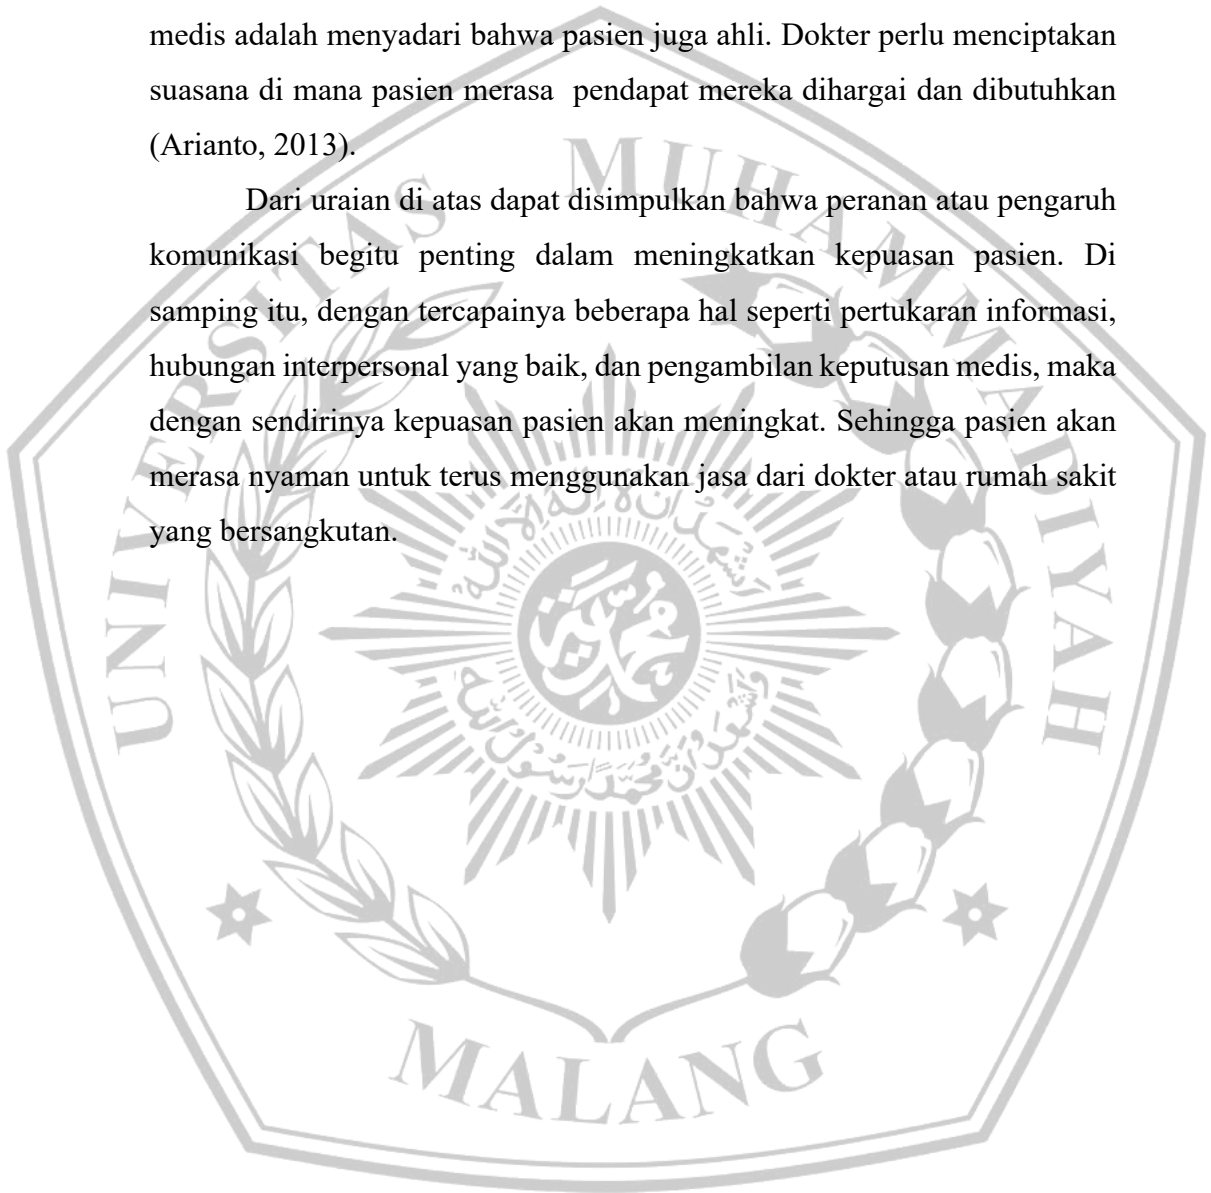 medis adalah menyadari bahwa pasien juga ahli. Dokter perlu menciptakan
suasana di mana pasien merasa  pendapat mereka dihargai dan dibutuhkan
(Arianto, 2013).
Dari uraian di atas dapat disimpulkan bahwa peranan atau pengaruh
komunikasi begitu penting dalam meningkatkan kepuasan pasien. Di
samping itu, dengan tercapainya beberapa hal seperti pertukaran informasi,
hubungan interpersonal yang baik, dan pengambilan keputusan medis, maka
dengan sendirinya kepuasan pasien akan meningkat. Sehingga pasien akan
merasa nyaman untuk terus menggunakan jasa dari dokter atau rumah sakit
yang bersangkutan.
UNIVERSITAS MUHAMMADIYAH
MALANG